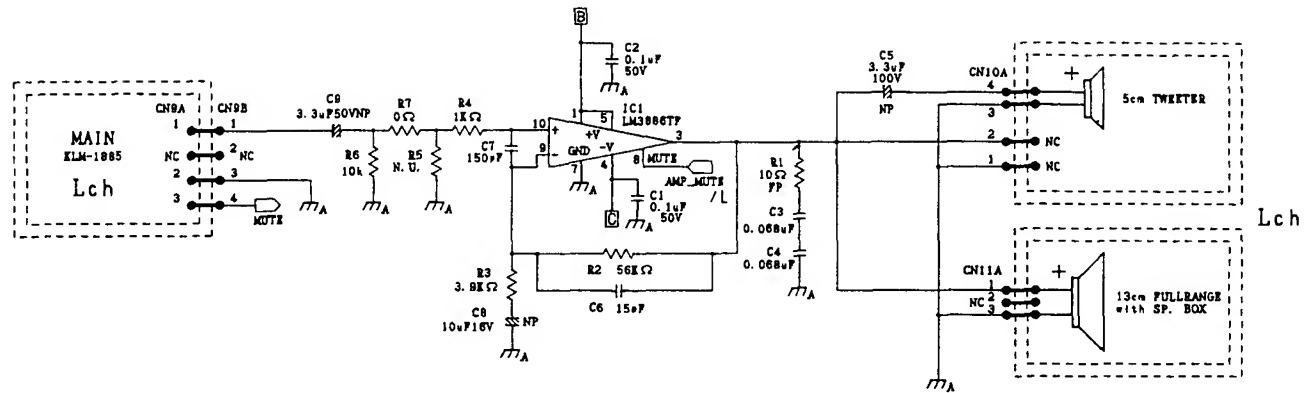 B
C2
0.1uF
50V
A
MAIN
KLM-1885
Lch
CN9A
CN9B
1
1
NC
2
NC
2
3
3
4
A
MUTE
C9
3.3uF50VNP
R7
0Ω
R4
1KΩ
R6
10k
A
R5
N.U.
A
C7
150pF
10
+
9
-
1
5
IC1
LM3886TF
+V
GND
-V
3
7
4
8
MUTE
A
AMP_MUTE
/L
C1
0.1uF
50V
A
C
R2
56KΩ
C6
15pF
R3
3.9KΩ
C8
10uF16V
NP
A
R1
10Ω
FP
C3
0.068uF
C4
0.068uF
A
C5
3.3uF
100V
NP
CN10A
4
3
2
NC
1
NC
+
5cm TWEETER
Lch
CN11A
1
NC
2
3
+
13cm FULLRANGE
with SP. BOX
A